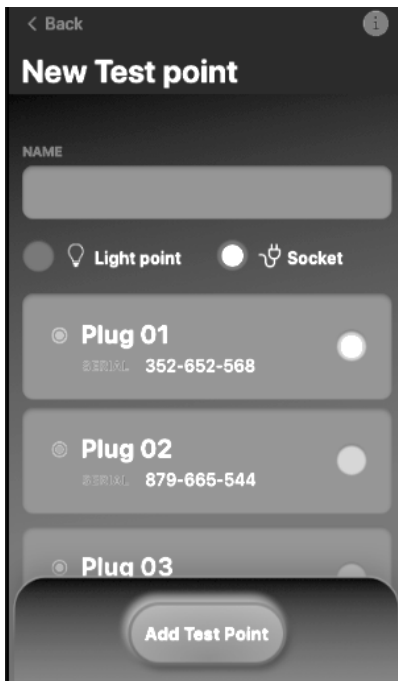 Back
New Test point
NAME
Light point Socket
Plug 01
SERIAL 352-652-568
Plug 02
SERIAL 879-665-544
Plug 03
Add Test Point